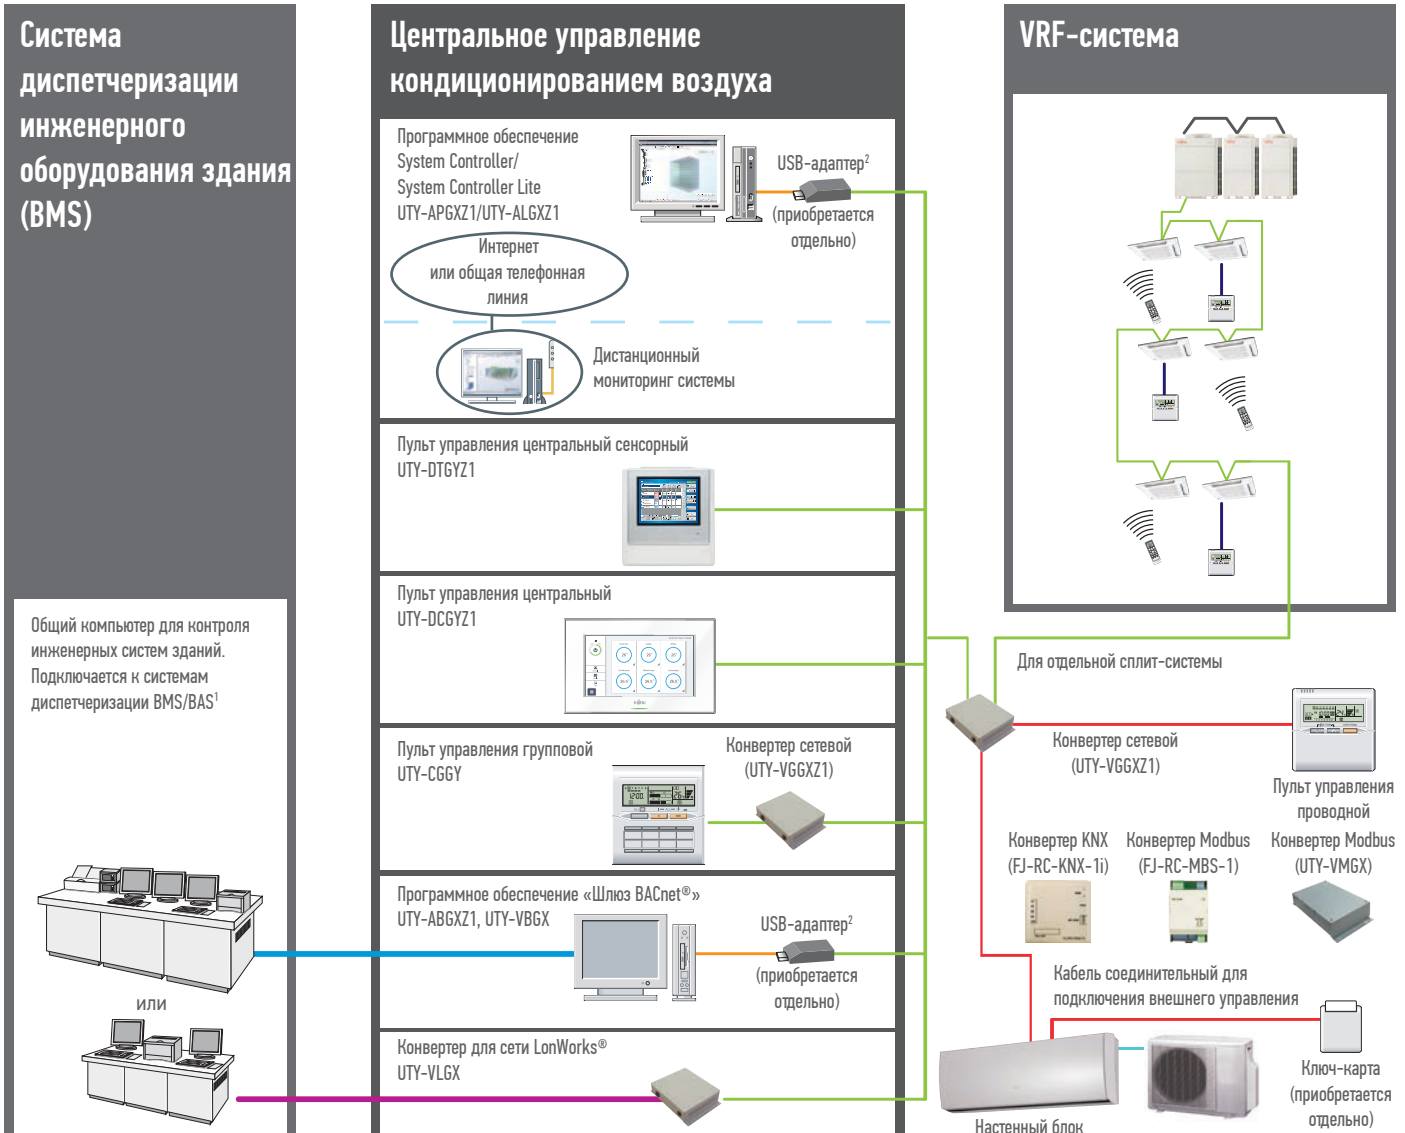 Система
диспетчеризации
инженерного
оборудования здания
(BMS)
Общий компьютер для контроля
инженерных систем зданий.
Подключается к системам
диспетчеризации BMS/BAS¹
или
Центральное управление
кондиционированием воздуха
Программное обеспечение
System Controller/
System Controller Lite
UTY-APGXZ1/UTY-ALGXZ1
USB-адаптер²
(приобретается
отдельно)
Интернет
или общая телефонная
линия
Дистанционный
мониторинг системы
Пульт управления центральный сенсорный
UTY-DTGYZ1
Пульт управления центральный
UTY-DCGYZ1
Пульт управления групповой
UTY-CGGY
Конвертер сетевой
(UTY-VGGXZ1)
Программное обеспечение «Шлюз BACnet®»
UTY-ABGXZ1, UTY-VBGX
USB-адаптер²
(приобретается
отдельно)
Конвертер для сети LonWorks®
UTY-VLGX
VRF-система
Для отдельной сплит-системы
Конвертер сетевой
(UTY-VGGXZ1)
Пульт управления
проводной
Конвертер KNX
(FJ-RC-KNX-1i)
Конвертер Modbus
(FJ-RC-MBS-1)
Конвертер Modbus
(UTY-VMGX)
Кабель соединительный для
подключения внешнего управления
Ключ-карта
(приобретается
отдельно)
Настенный блок